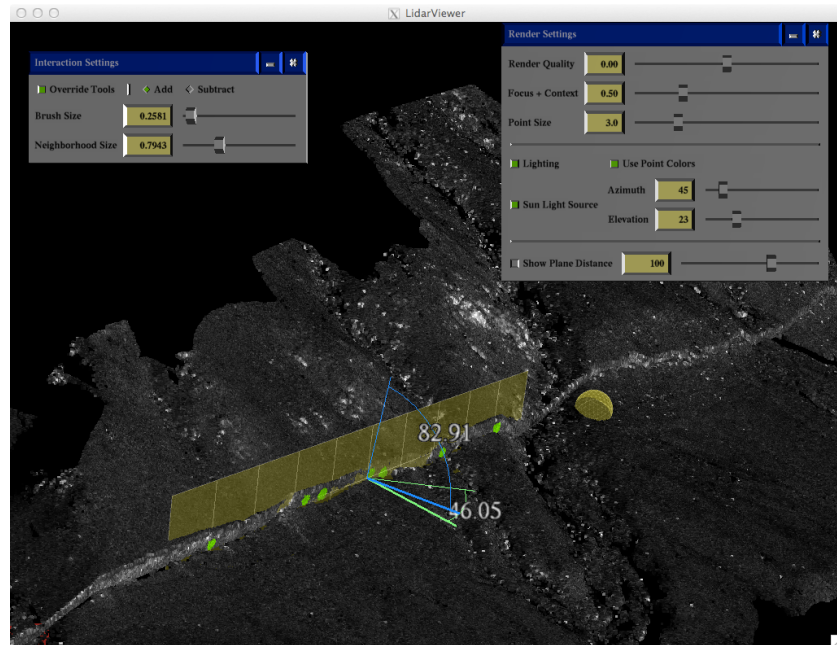 LidarViewer
Interaction Settings
Override Tools
Add
Subtract
Brush Size 0.2581
Neighborhood Size 0.7943
Render Settings
Render Quality 0.00
Focus + Context 0.50
Point Size 3.0
Lighting
Use Point Colors
Azimuth 45
Sun Light Source
Elevation 23
Show Plane Distance 100
82.91
46.05